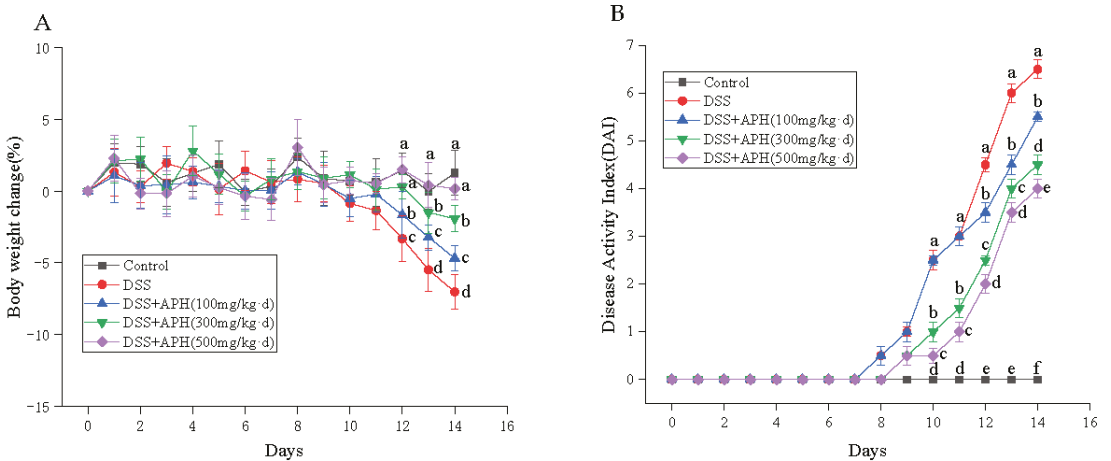 A
10
5
0
−5
−10
−15
Body weight change(%)
a
a
a
a
a
b
b
b
c
c
c
d
d
Control
DSS
DSS+APH(100mg/kg·d)
DSS+APH(300mg/kg·d)
DSS+APH(500mg/kg·d)
0 2 4 6 8 10 12 14 16
Days
B
7
6
5
4
3
2
1
0
Disease Activity Index(DAI)
Control
DSS
DSS+APH(100mg/kg·d)
DSS+APH(300mg/kg·d)
DSS+APH(500mg/kg·d)
a
a
b
a
b
d
b
c
e
a
a
c
d
b
b
d
c
c
d d e e f
0 2 4 6 8 10 12 14 16
Days